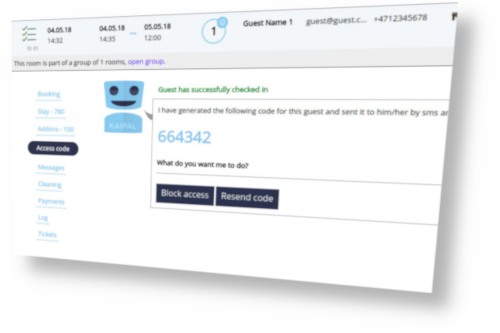 04.05.18 04.05.18 ... 05.05.18
14:32 14:35 12:00
1
Guest Name 1 guest@guest.c... +4712345678
This room is part of a group of 1 rooms, open group.
Booking
Stay - 780
Addons - 100
Access code
Messages
Cleaning
Payments
Log
Tickets
Guest has successfully checked in
I have generated the following code for this guest and sent it to him/her by sms
664342
What do you want me to do?
Block access Resend code